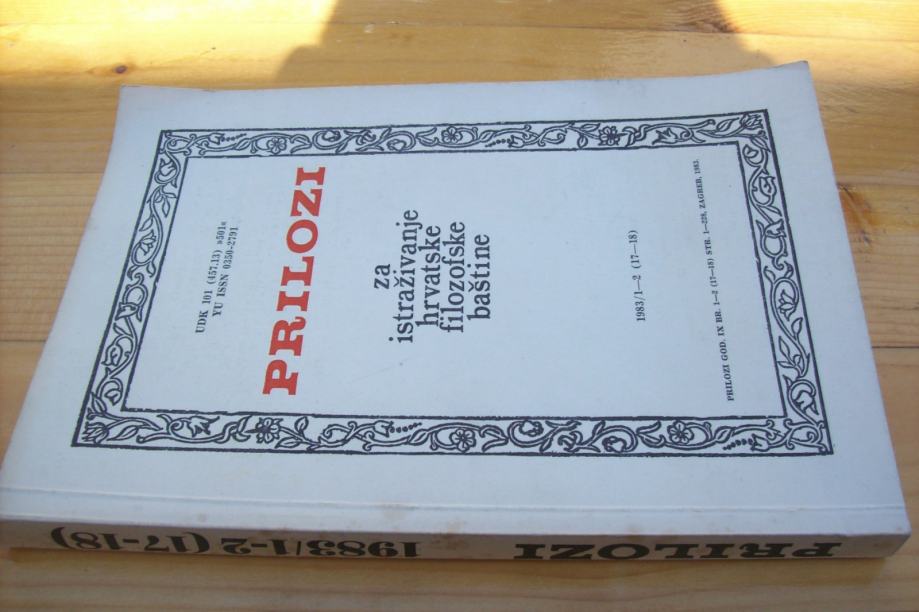 UDK 101 (457.13) »501«
YU ISSN 0350-2791
PRILOZI
za
istraživanje
hrvatske
filozofske
baštine
1983/1—2 (17—18)
PRILOZI GOD. IX BR. 1—2 (17—18) STR. 1—228, ZAGREB, 1983.
PRILOZI 1983/1-2 (17-18)